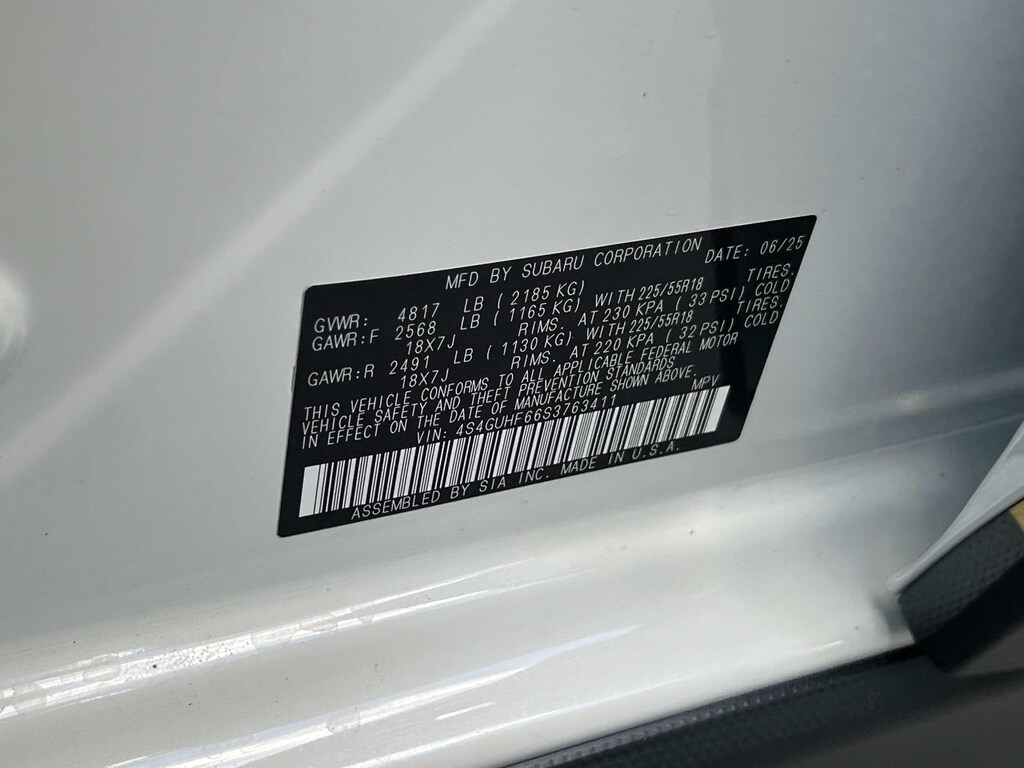 MFD BY SUBARU CORPORATION DATE: 06/25
GVWR: 4817 LB ( 2185 KG)
GAWR:F 2568 LB ( 1165 KG) WITH 225/55R18 TIRES.
18X7J RIMS. AT 230 KPA ( 33 PSI) COLD
GAWR:R 2491 LB ( 1130 KG) WITH 225/55R18 TIRES.
18X7J RIMS. AT 220 KPA ( 32 PSI) COLD
THIS VEHICLE CONFORMS TO ALL APPLICABLE FEDERAL MOTOR
VEHICLE SAFETY AND THEFT PREVENTION STANDARDS
IN EFFECT ON THE DATE OF MANUFACTURE SHOWN ABOVE.
VIN: 4S4GUHF66S3763411 MPV
ASSEMBLED BY SIA INC. MADE IN U.S.A.